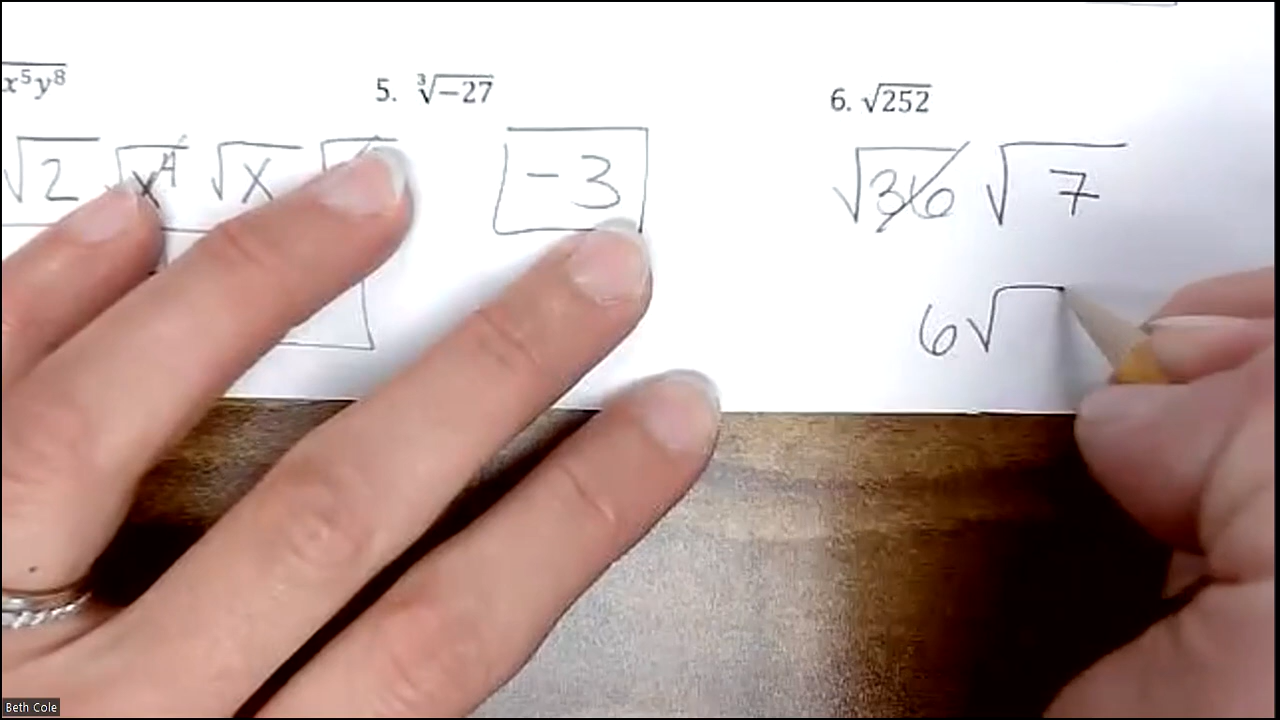 x⁵y⁸
5. ∛−27
6. √252
√2 √x⁴ √x
−3
√36 √7
6√
Beth Cole